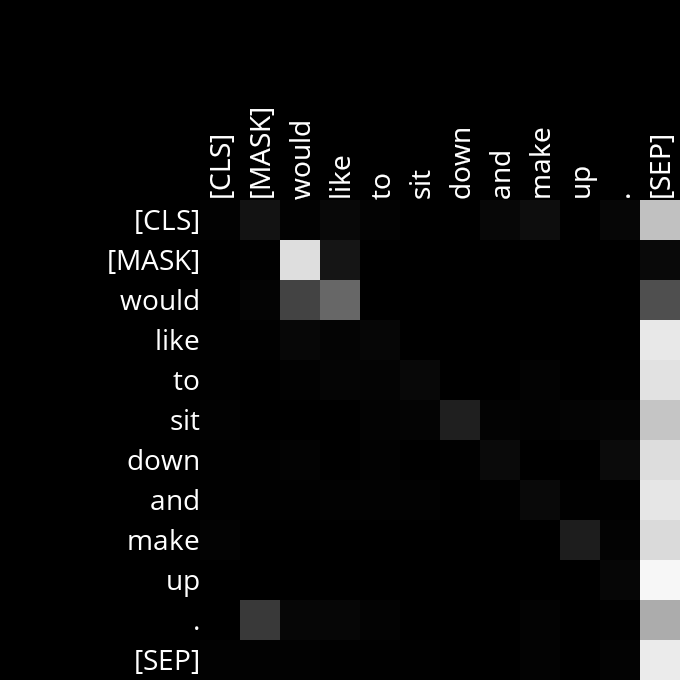 [CLS] [MASK] would like to sit down and make up . [SEP]
[CLS]
[MASK]
would
like
to
sit
down
and
make
up
.
[SEP]